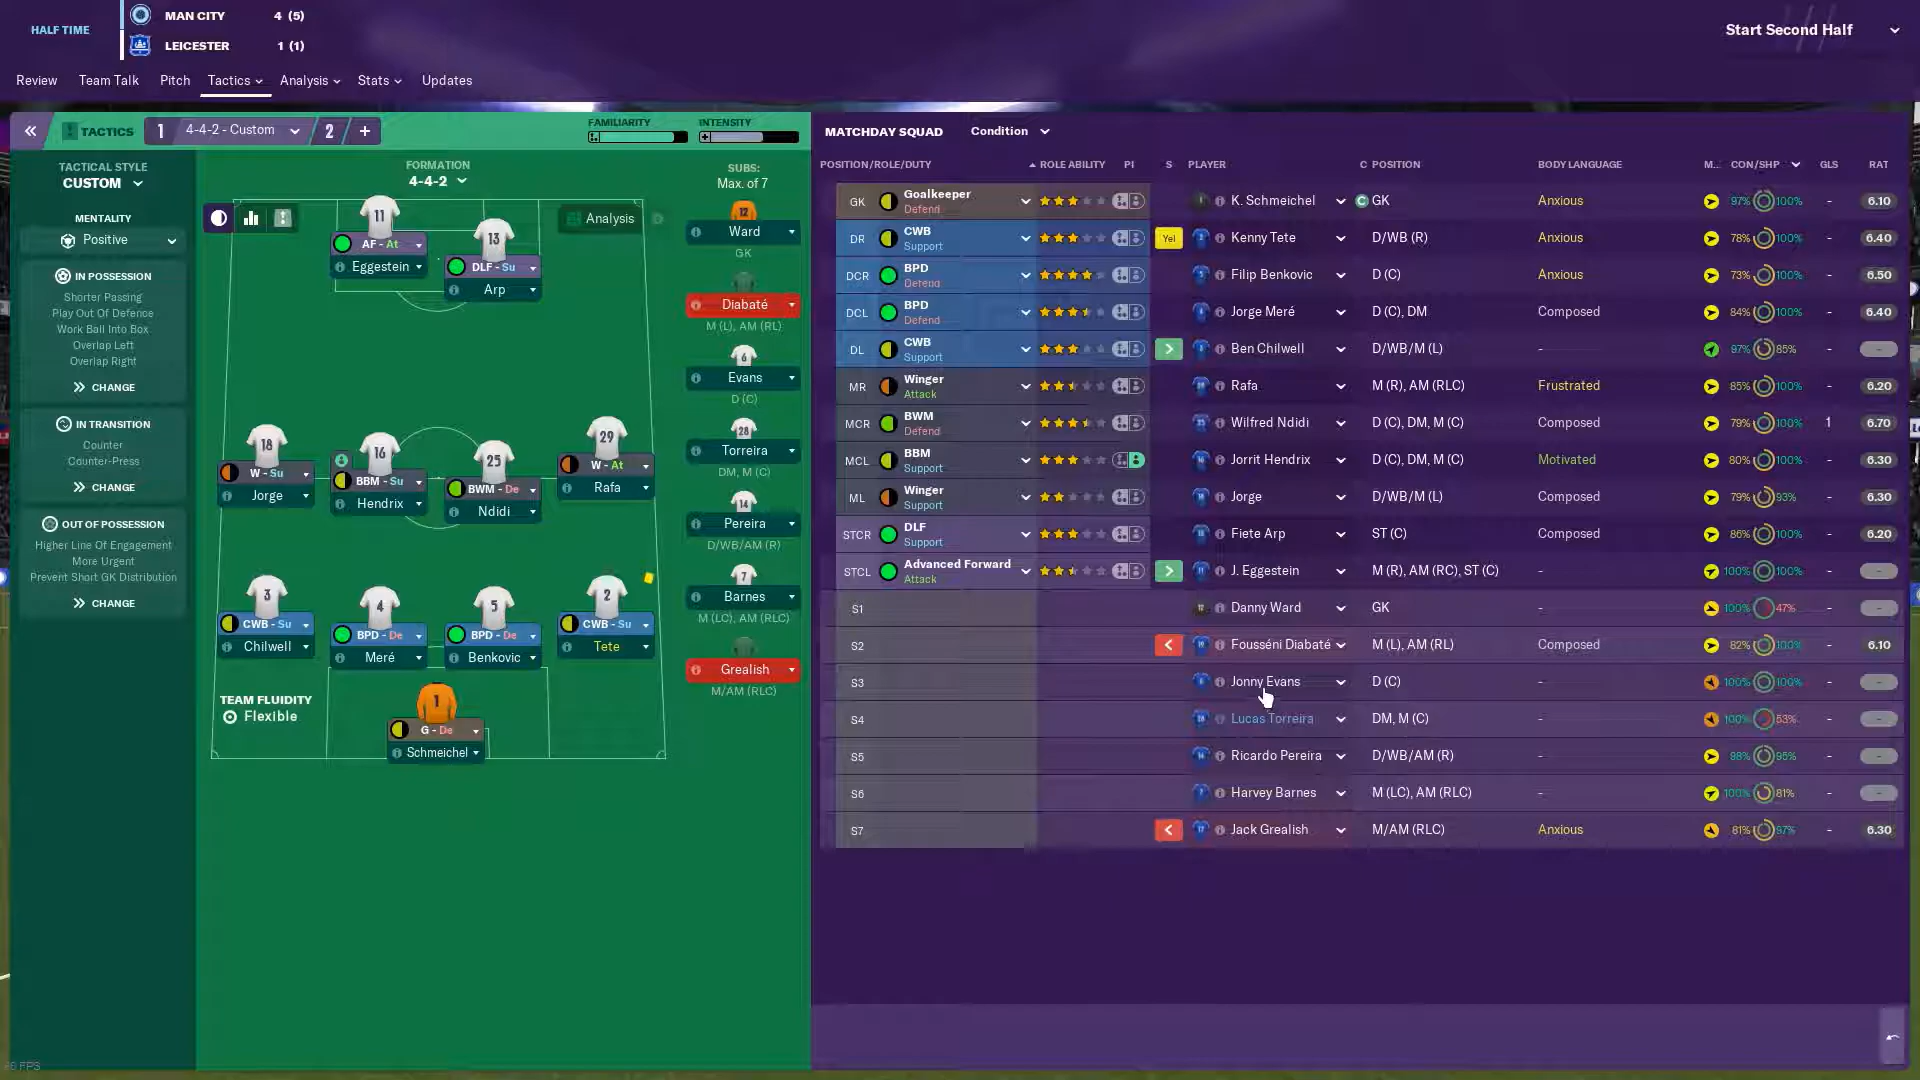 HALF TIME
MAN CITY 4 (5)
LEICESTER 1 (1)
Start Second Half
Review Team Talk Pitch Tactics Analysis Stats Updates
TACTICS 1 4-4-2 - Custom 2 +
FAMILIARITY
INTENSITY
TACTICAL STYLE
CUSTOM
MENTALITY
Positive
IN POSSESSION
Shorter Passing
Play Out Of Defence
Work Ball Into Box
Overlap Left
Overlap Right
CHANGE
IN TRANSITION
Counter
Counter-Press
CHANGE
OUT OF POSSESSION
Higher Line Of Engagement
More Urgent
Prevent Short GK Distribution
CHANGE
FORMATION
4-4-2
Analysis
11
AF - At
Eggestein
13
DLF - Su
Arp
18
W - Su
Jorge
16
BBM - Su
Hendrix
25
BWM - De
Ndidi
29
W - At
Rafa
3
CWB - Su
Chilwell
4
BPD - De
Meré
5
BPD - De
Benkovic
2
CWB - Su
Tete
1
G - De
Schmeichel
TEAM FLUIDITY
Flexible
SUBS:
Max. of 7
12
Ward
GK
Diabaté
M (L), AM (RL)
6
Evans
D (C)
28
Torreira
DM, M (C)
14
Pereira
D/WB/AM (R)
7
Barnes
M (LC), AM (RLC)
Grealish
M/AM (RLC)
MATCHDAY SQUAD Condition
POSITION/ROLE/DUTY ROLE ABILITY PI S PLAYER C POSITION BODY LANGUAGE M... CON/SHP GLS RAT
GK Goalkeeper Defend K. Schmeichel C GK Anxious 97% 100% - 6.10
DR CWB Support Yel Kenny Tete D/WB (R) Anxious 78% 100% - 6.40
DCR BPD Defend Filip Benkovic D (C) Anxious 73% 100% - 6.50
DCL BPD Defend Jorge Meré D (C), DM Composed 84% 100% - 6.40
DL CWB Support Ben Chilwell D/WB/M (L) - 97% 85% - -
MR Winger Attack Rafa M (R), AM (RLC) Frustrated 85% 100% - 6.20
MCR BWM Defend Wilfred Ndidi D (C), DM, M (C) Composed 79% 100% 1 6.70
MCL BBM Support Jorrit Hendrix D (C), DM, M (C) Motivated 80% 100% - 6.30
ML Winger Support Jorge D/WB/M (L) Composed 79% 93% - 6.30
STCR DLF Support Fiete Arp ST (C) Composed 86% 100% - 6.20
STCL Advanced Forward Attack J. Eggestein M (R), AM (RC), ST (C) - 100% 100% - -
S1 Danny Ward GK - 100% 47% - -
S2 Fousséni Diabaté M (L), AM (RL) Composed 82% 100% - 6.10
S3 Jonny Evans D (C) - 100% 100% - -
S4 Lucas Torreira DM, M (C) - 100% 53% - -
S5 Ricardo Pereira D/WB/AM (R) - 98% 95% - -
S6 Harvey Barnes M (LC), AM (RLC) - 100% 81% - -
S7 Jack Grealish M/AM (RLC) Anxious 81% 97% - 6.30